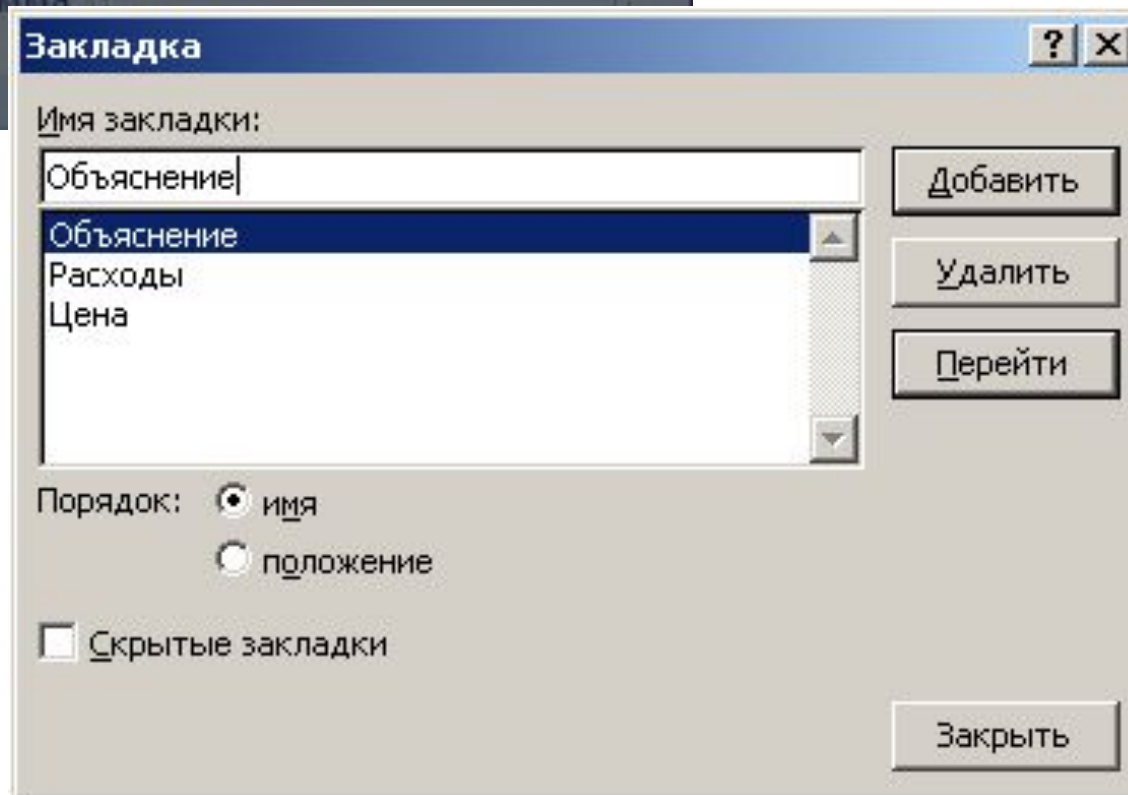 Закладка
Имя закладки:
Объяснение
Добавить
Объяснение
Расходы
Цена
Удалить
Перейти
Порядок: имя
положение
Скрытые закладки
Закрыть